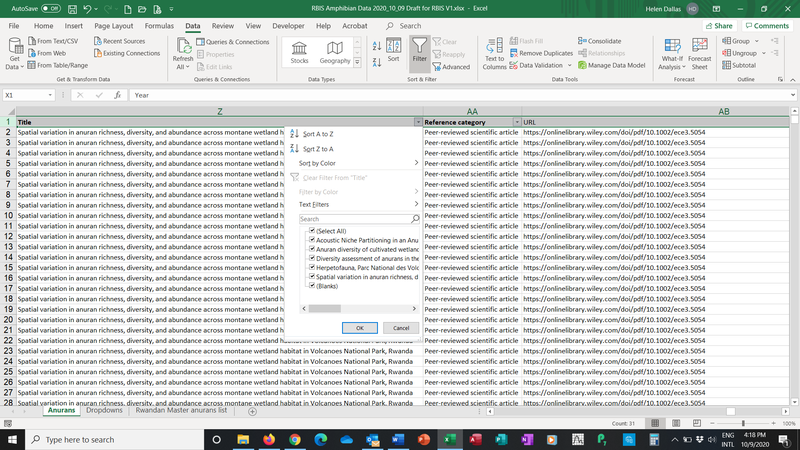 AutoSave Off RBIS Amphibian Data 2020_10_09 Draft for RBIS V1.xlsx - Excel Helen Dallas HD
File Home Insert Page Layout Formulas Data Review View Developer Help Acrobat Search Share Comments
Get Data
From Text/CSV
From Web
From Table/Range
Recent Sources
Existing Connections
Get & Transform Data
Refresh All
Queries & Connections
Properties
Edit Links
Queries & Connections
Stocks
Geography
Data Types
Sort
Filter
Clear
Reapply
Advanced
Sort & Filter
Text to Columns
Flash Fill
Remove Duplicates
Data Validation
Consolidate
Relationships
Manage Data Model
Data Tools
What-If Analysis
Forecast Sheet
Forecast
Group
Ungroup
Subtotal
Outline
X1 fx Year
Z AA AB
1 Title Reference category URL
2 Spatial variation in anuran richness, diversity, and abundance across montane wetland h Peer-reviewed scientific article https://onlinelibrary.wiley.com/doi/pdf/10.1002/ece3.5054
3 Spatial variation in anuran richness, diversity, and abundance across montane wetland h Peer-reviewed scientific article https://onlinelibrary.wiley.com/doi/pdf/10.1002/ece3.5054
4 Spatial variation in anuran richness, diversity, and abundance across montane wetland h Peer-reviewed scientific article https://onlinelibrary.wiley.com/doi/pdf/10.1002/ece3.5054
5 Spatial variation in anuran richness, diversity, and abundance across montane wetland h Peer-reviewed scientific article https://onlinelibrary.wiley.com/doi/pdf/10.1002/ece3.5054
6 Spatial variation in anuran richness, diversity, and abundance across montane wetland h Peer-reviewed scientific article https://onlinelibrary.wiley.com/doi/pdf/10.1002/ece3.5054
7 Spatial variation in anuran richness, diversity, and abundance across montane wetland h Peer-reviewed scientific article https://onlinelibrary.wiley.com/doi/pdf/10.1002/ece3.5054
8 Spatial variation in anuran richness, diversity, and abundance across montane wetland h Peer-reviewed scientific article https://onlinelibrary.wiley.com/doi/pdf/10.1002/ece3.5054
9 Spatial variation in anuran richness, diversity, and abundance across montane wetland h Peer-reviewed scientific article https://onlinelibrary.wiley.com/doi/pdf/10.1002/ece3.5054
10 Spatial variation in anuran richness, diversity, and abundance across montane wetland h Peer-reviewed scientific article https://onlinelibrary.wiley.com/doi/pdf/10.1002/ece3.5054
11 Spatial variation in anuran richness, diversity, and abundance across montane wetland h Peer-reviewed scientific article https://onlinelibrary.wiley.com/doi/pdf/10.1002/ece3.5054
12 Spatial variation in anuran richness, diversity, and abundance across montane wetland h Peer-reviewed scientific article https://onlinelibrary.wiley.com/doi/pdf/10.1002/ece3.5054
13 Spatial variation in anuran richness, diversity, and abundance across montane wetland h Peer-reviewed scientific article https://onlinelibrary.wiley.com/doi/pdf/10.1002/ece3.5054
14 Spatial variation in anuran richness, diversity, and abundance across montane wetland h Peer-reviewed scientific article https://onlinelibrary.wiley.com/doi/pdf/10.1002/ece3.5054
15 Spatial variation in anuran richness, diversity, and abundance across montane wetland h Peer-reviewed scientific article https://onlinelibrary.wiley.com/doi/pdf/10.1002/ece3.5054
16 Spatial variation in anuran richness, diversity, and abundance across montane wetland h Peer-reviewed scientific article https://onlinelibrary.wiley.com/doi/pdf/10.1002/ece3.5054
17 Spatial variation in anuran richness, diversity, and abundance across montane wetland h Peer-reviewed scientific article https://onlinelibrary.wiley.com/doi/pdf/10.1002/ece3.5054
18 Spatial variation in anuran richness, diversity, and abundance across montane wetland h Peer-reviewed scientific article https://onlinelibrary.wiley.com/doi/pdf/10.1002/ece3.5054
19 Spatial variation in anuran richness, diversity, and abundance across montane wetland h Peer-reviewed scientific article https://onlinelibrary.wiley.com/doi/pdf/10.1002/ece3.5054
20 Spatial variation in anuran richness, diversity, and abundance across montane wetland h Peer-reviewed scientific article https://onlinelibrary.wiley.com/doi/pdf/10.1002/ece3.5054
21 Spatial variation in anuran richness, diversity, and abundance across montane wetland h Peer-reviewed scientific article https://onlinelibrary.wiley.com/doi/pdf/10.1002/ece3.5054
22 Spatial variation in anuran richness, diversity, and abundance across montane wetland h Peer-reviewed scientific article https://onlinelibrary.wiley.com/doi/pdf/10.1002/ece3.5054
23 Spatial variation in anuran richness, diversity, and abundance across montane wetland habitat in Volcanoes National Park, Rwanda Peer-reviewed scientific article https://onlinelibrary.wiley.com/doi/pdf/10.1002/ece3.5054
24 Spatial variation in anuran richness, diversity, and abundance across montane wetland habitat in Volcanoes National Park, Rwanda Peer-reviewed scientific article https://onlinelibrary.wiley.com/doi/pdf/10.1002/ece3.5054
25 Spatial variation in anuran richness, diversity, and abundance across montane wetland habitat in Volcanoes National Park, Rwanda Peer-reviewed scientific article https://onlinelibrary.wiley.com/doi/pdf/10.1002/ece3.5054
26 Spatial variation in anuran richness, diversity, and abundance across montane wetland habitat in Volcanoes National Park, Rwanda Peer-reviewed scientific article https://onlinelibrary.wiley.com/doi/pdf/10.1002/ece3.5054
27 Spatial variation in anuran richness, diversity, and abundance across montane wetland habitat in Volcanoes National Park, Rwanda Peer-reviewed scientific article https://onlinelibrary.wiley.com/doi/pdf/10.1002/ece3.5054
28 Spatial variation in anuran richness, diversity, and abundance across montane wetland habitat in Volcanoes National Park, Rwanda Peer-reviewed scientific article https://onlinelibrary.wiley.com/doi/pdf/10.1002/ece3.5054
Sort A to Z
Sort Z to A
Sort by Color
Clear Filter From "Title"
Filter by Color
Text Filters
Search
(Select All)
Acoustic Niche Partitioning in an Anu
Anuran diversity of cultivated wetland
Diversity assessment of anurans in the
Herpetofauna, Parc National des Volc
Spatial variation in anuran richness, d
(Blanks)
OK Cancel
Anurans Dropdowns Rwandan Master anurans list
Count: 31 100%
Type here to search
ENG INTL
4:18 PM
10/9/2020